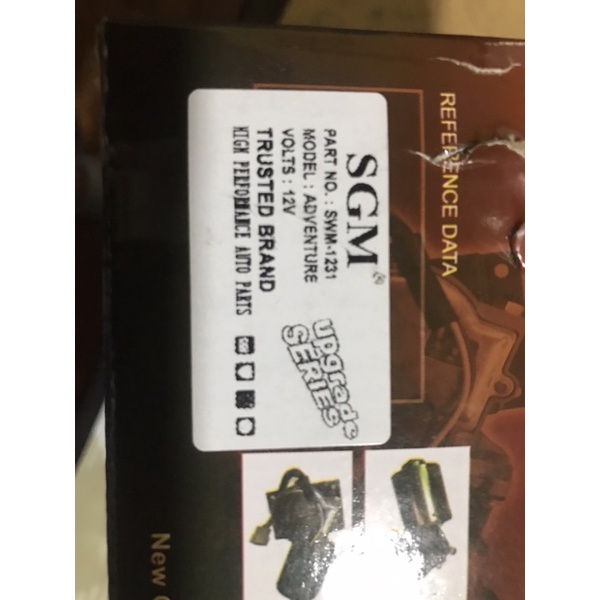 REFERENCE DATA
SGM
PART NO. : SWM-1231
MODEL : ADVENTURE
VOLTS : 12V
TRUSTED BRAND
HIGH PERFORMANCE AUTO PARTS
upgrade
SERIES
New